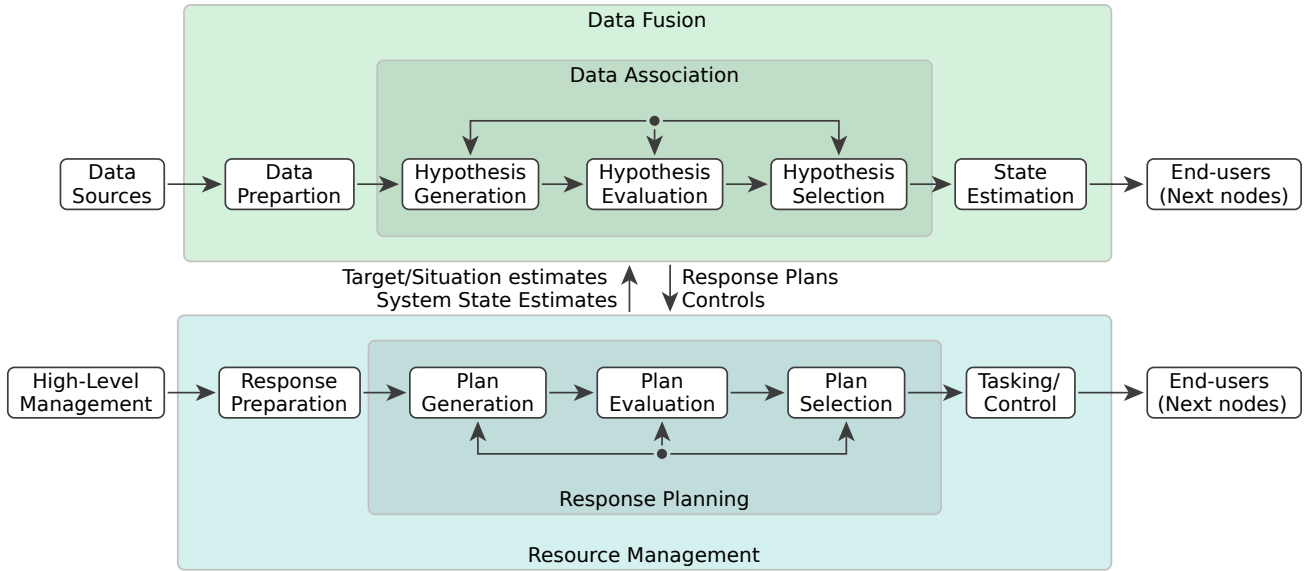 Data Fusion
Data Association
Data
Sources
Data
Prepartion
Hypothesis
Generation
Hypothesis
Evaluation
Hypothesis
Selection
State
Estimation
End-users
(Next nodes)
Target/Situation estimates
System State Estimates
Response Plans
Controls
High-Level
Management
Response
Preparation
Plan
Generation
Plan
Evaluation
Plan
Selection
Tasking/
Control
End-users
(Next nodes)
Response Planning
Resource Management